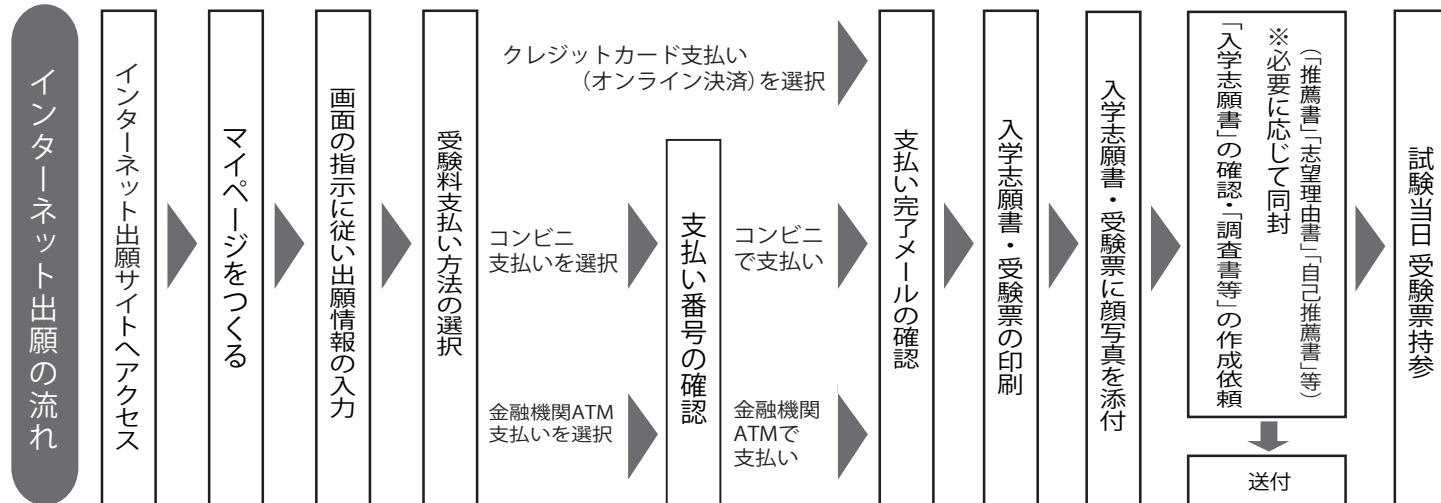 インターネット出願の流れ
インターネット出願サイトへアクセス
マイページをつくる
画面の指示に従い出願情報の入力
受験料支払い方法の選択
クレジットカード支払い
（オンライン決済）を選択
コンビニ
支払いを選択
金融機関ATM
支払いを選択
支払い番号の確認
コンビニ
で支払い
金融機関
ATMで
支払い
支払い完了メールの確認
入学志願書・受験票の印刷
入学志願書・受験票に顔写真を添付
（「推薦書」「志望理由書」「自己推薦書」等）
※必要に応じて同封
「入学志願書」の確認・「調査書等」の作成依頼
送付
試験当日 受験票持参